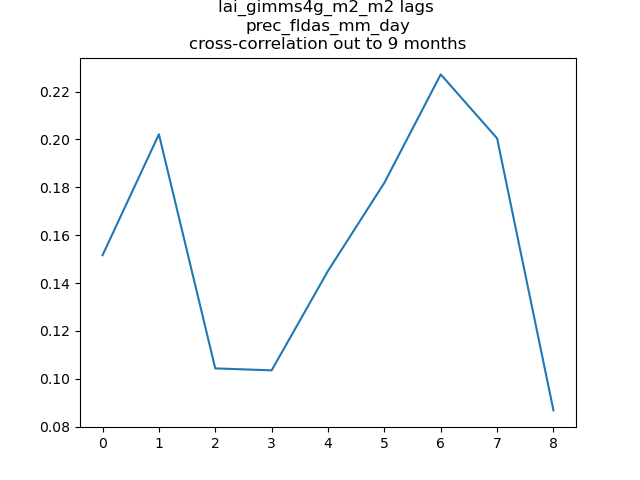 lai_gimms4g_m2_m2 lags
prec_fldas_mm_day
cross-correlation out to 9 months
0.22
0.20
0.18
0.16
0.14
0.12
0.10
0.08
0 1 2 3 4 5 6 7 8